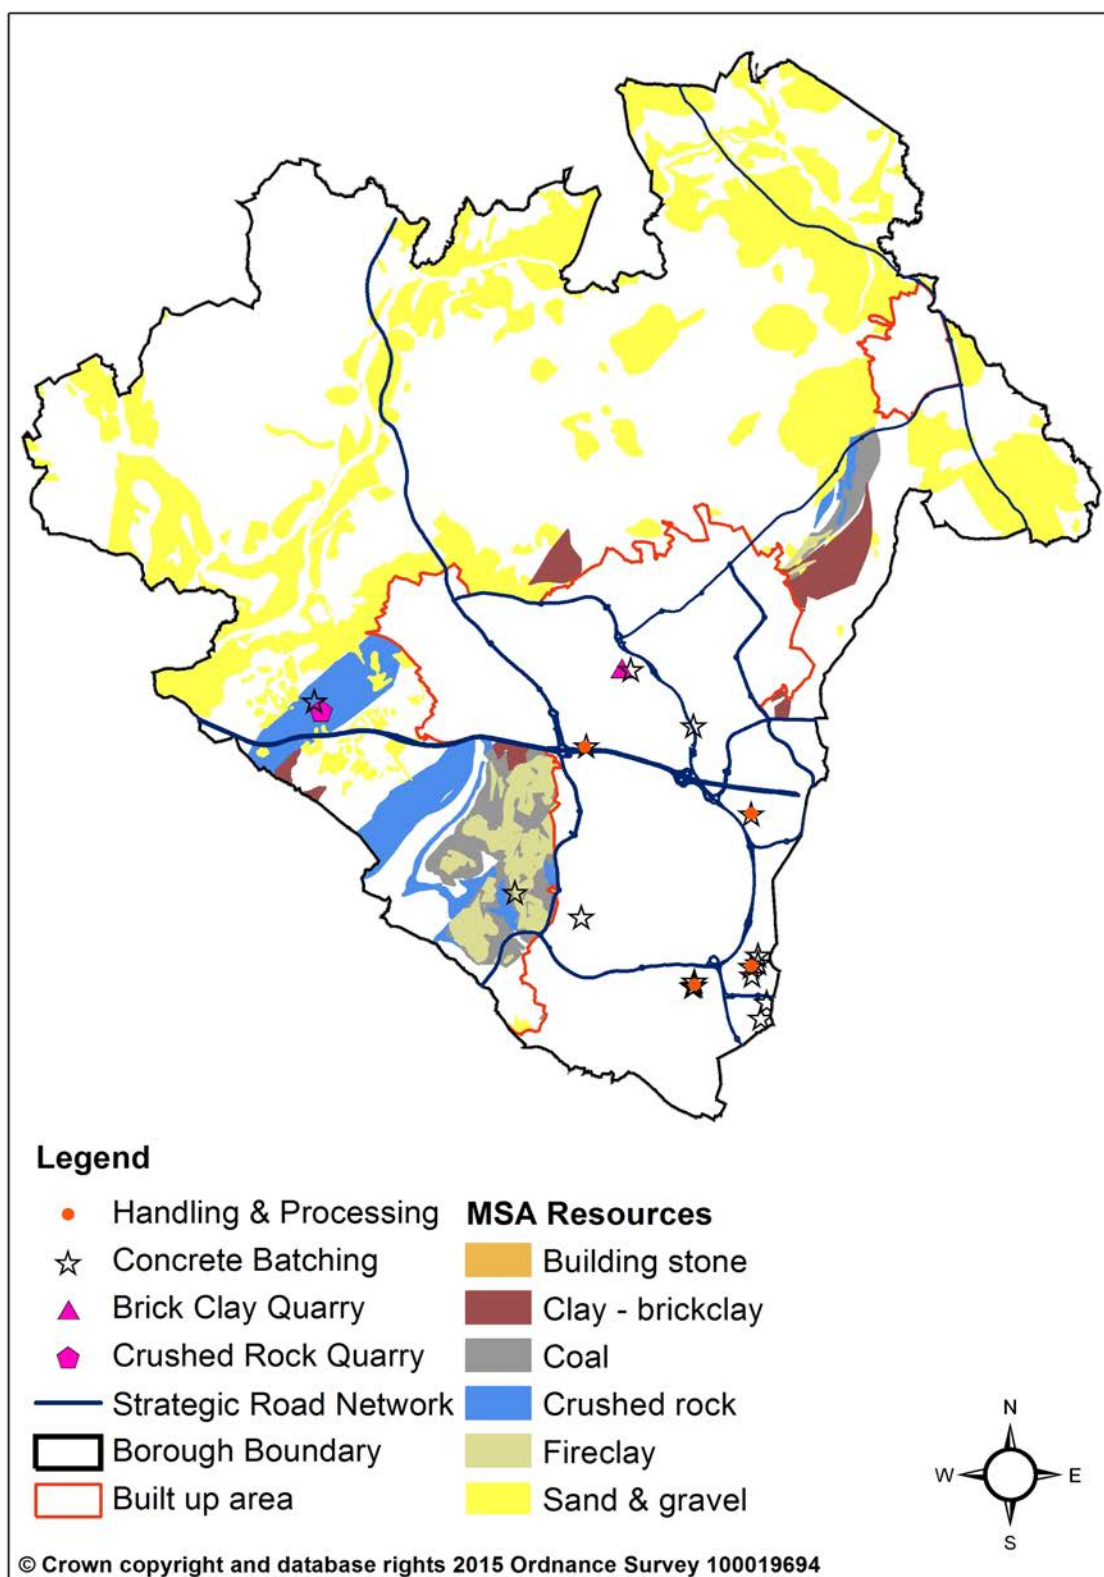 Legend
Handling & Processing
Concrete Batching
Brick Clay Quarry
Crushed Rock Quarry
Strategic Road Network
Borough Boundary
Built up area
MSA Resources
Building stone
Clay - brickclay
Coal
Crushed rock
Fireclay
Sand & gravel
N
W E
S
© Crown copyright and database rights 2015 Ordnance Survey 100019694